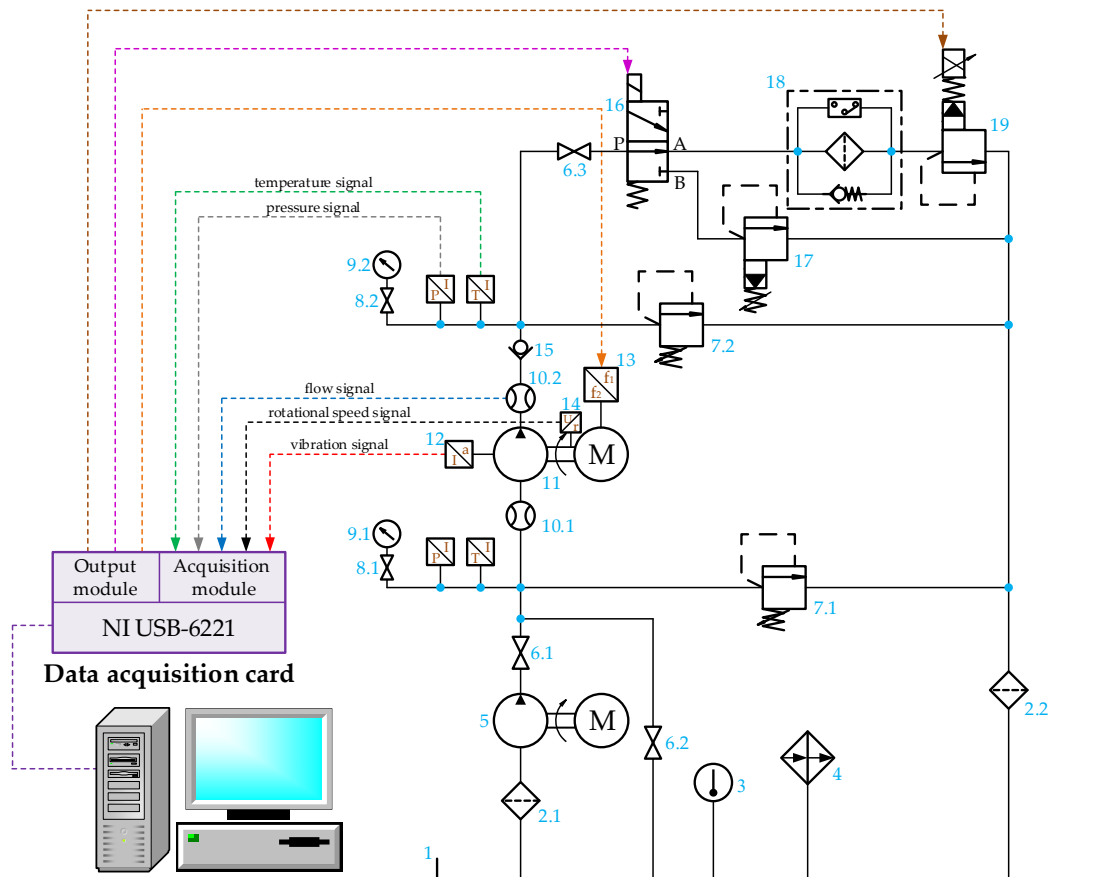 18
16
19
P
A
6.3
B
temperature signal
pressure signal
9.2
P I
T I
17
8.2
7.2
15
13
10.2
f1
f2
flow signal
14
rotational speed signal
U
r
12
vibration signal
a
I
M
11
9.1
10.1
P I
T I
8.1
Output
module
Acquisition
module
7.1
NI USB-6221
6.1
Data acquisition card
2.2
5
M
6.2
4
3
2.1
1